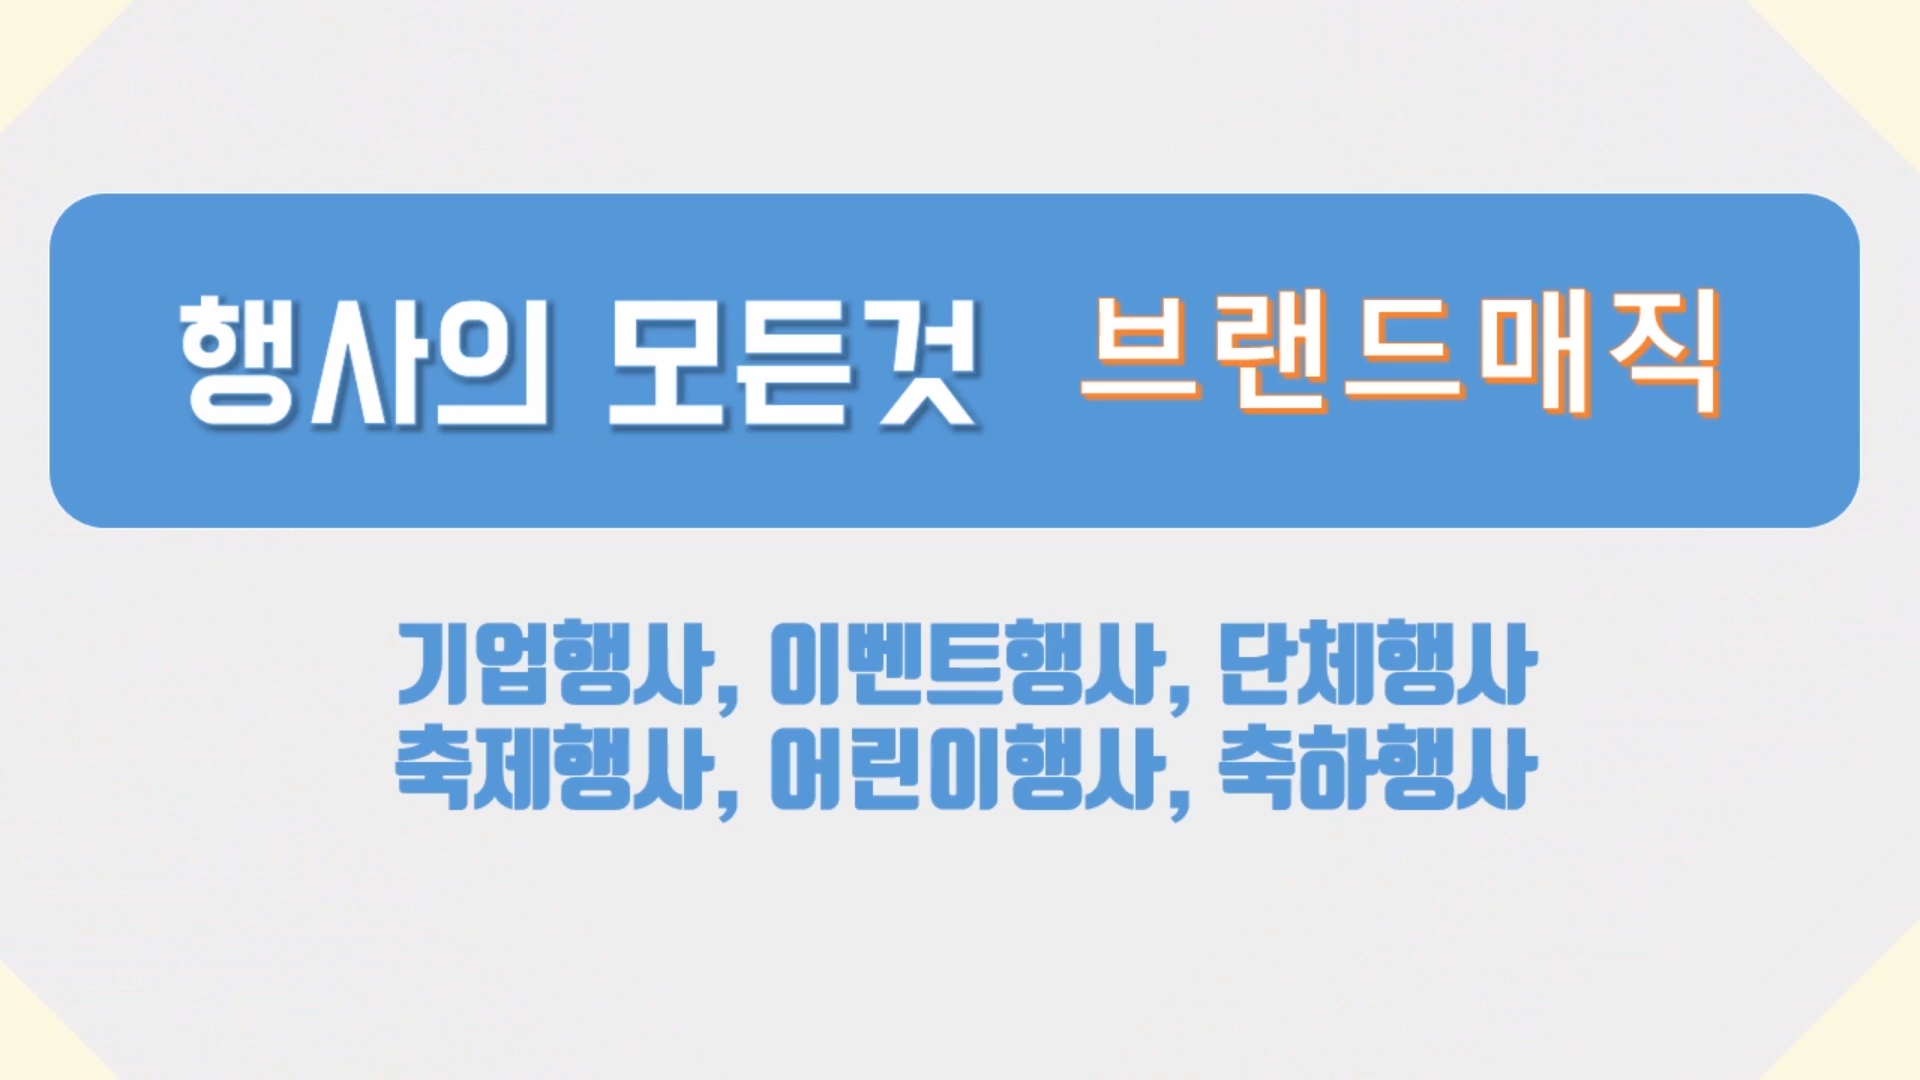 행사의 모든것 브랜드매직
기업행사, 이벤트행사, 단체행사
축제행사, 어린이행사, 축하행사